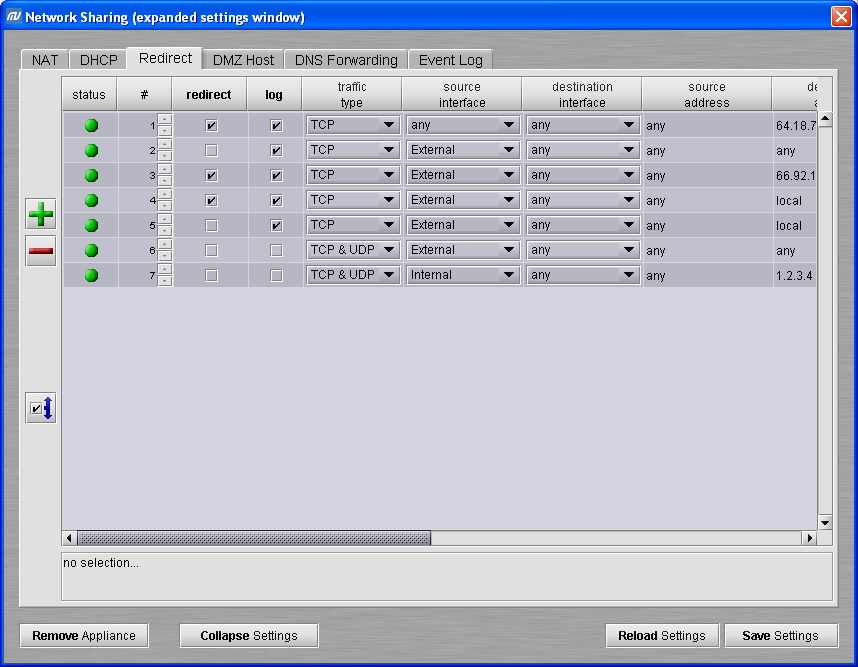 Network Sharing (expanded settings window)
NAT DHCP Redirect DMZ Host DNS Forwarding Event Log
status # redirect log traffic type source interface destination interface source address de a
1 TCP any any any 64.18.7
2 TCP External any any any
3 TCP External any any 66.92.1
4 TCP External any any local
5 TCP External any any local
6 TCP & UDP External any any any
7 TCP & UDP Internal any any 1.2.3.4
no selection...
Remove Appliance Collapse Settings Reload Settings Save Settings